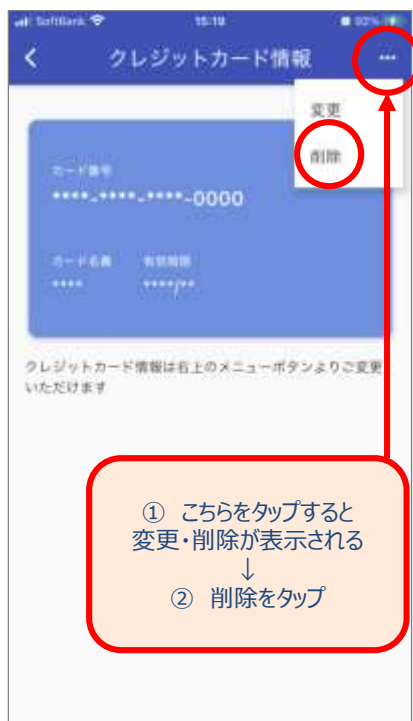 SoftBank 15:19
クレジットカード情報 ...
変更
削除
カード番号
****-****-****-0000
カード名義 有効期限
**** ****/**
クレジットカード情報は右上のメニューボタンよりご変更
いただけます
① こちらをタップすると
変更・削除が表示される
↓
② 削除をタップ